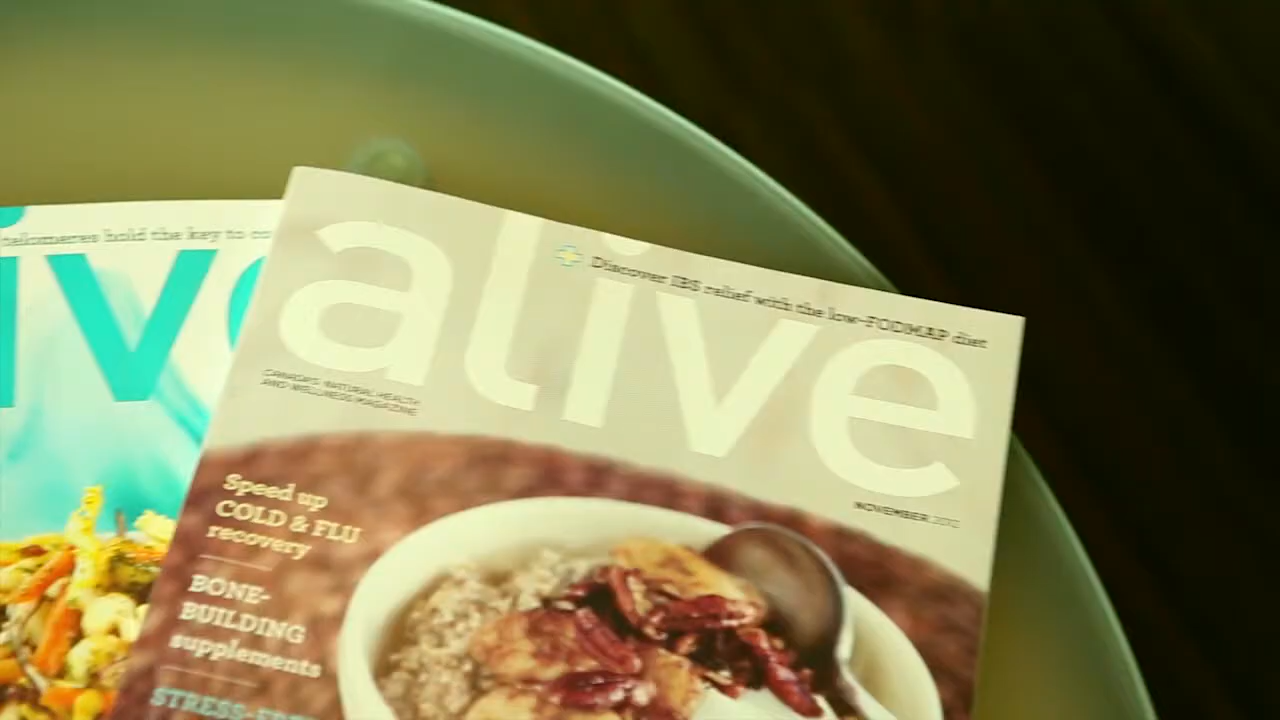 telomeres hold the key to
ive
alive
Discover IBS relief with the low-FODMAP diet
CANADA'S NATURAL HEALTH
AND WELLNESS MAGAZINE
NOVEMBER 2012
Speed up
COLD & FLU
recovery
BONE-
BUILDING
supplements